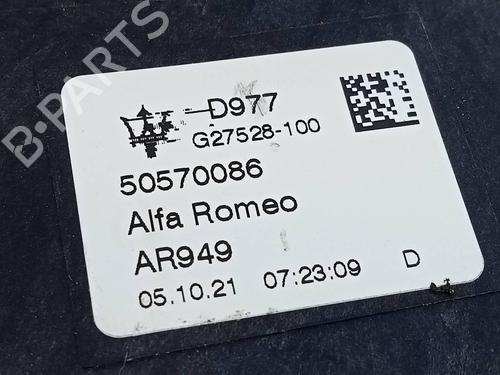 D977
G27528-100
50570086
Alfa Romeo
AR949
05.10.21 07:23:09 D
B-PARTS